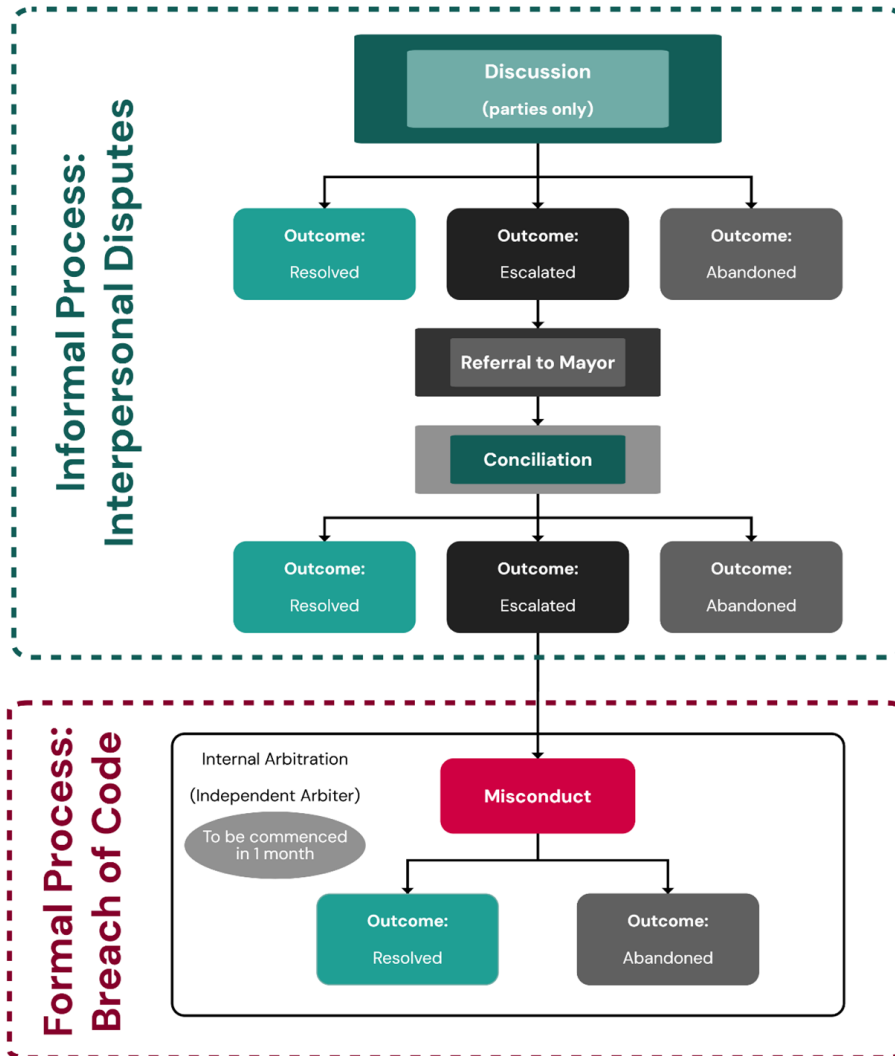 Informal Process:
Interpersonal Disputes
Discussion
(parties only)
Outcome:
Resolved
Outcome:
Escalated
Outcome:
Abandoned
Referral to Mayor
Conciliation
Outcome:
Resolved
Outcome:
Escalated
Outcome:
Abandoned
Formal Process:
Breach of Code
Internal Arbitration
(Independent Arbiter)
To be commenced
in 1 month
Misconduct
Outcome:
Resolved
Outcome:
Abandoned